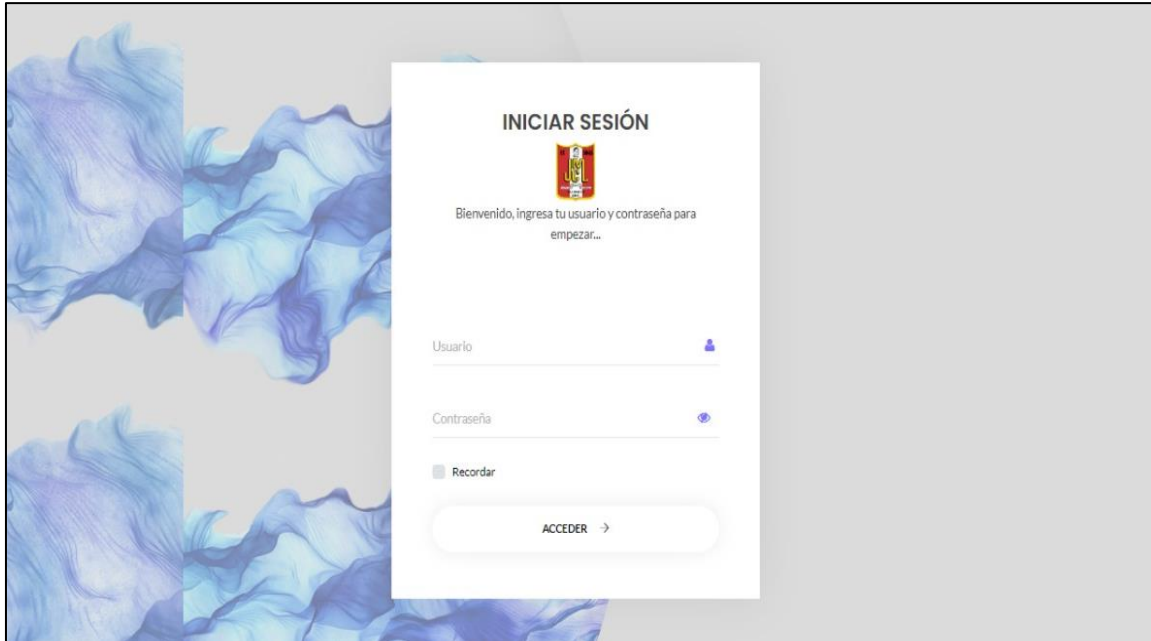 INICIAR SESIÓN
Bienvenido, ingresa tu usuario y contraseña para
empezar...
Usuario
Contraseña
Recordar
ACCEDER